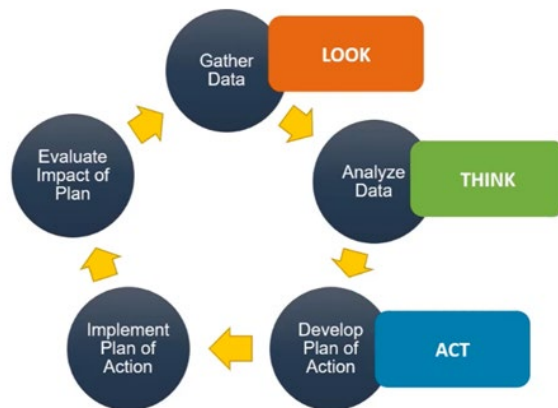 Gather
Data
LOOK
Analyze
Data
THINK
Develop
Plan of
Action
ACT
Implement
Plan of
Action
Evaluate
Impact of
Plan